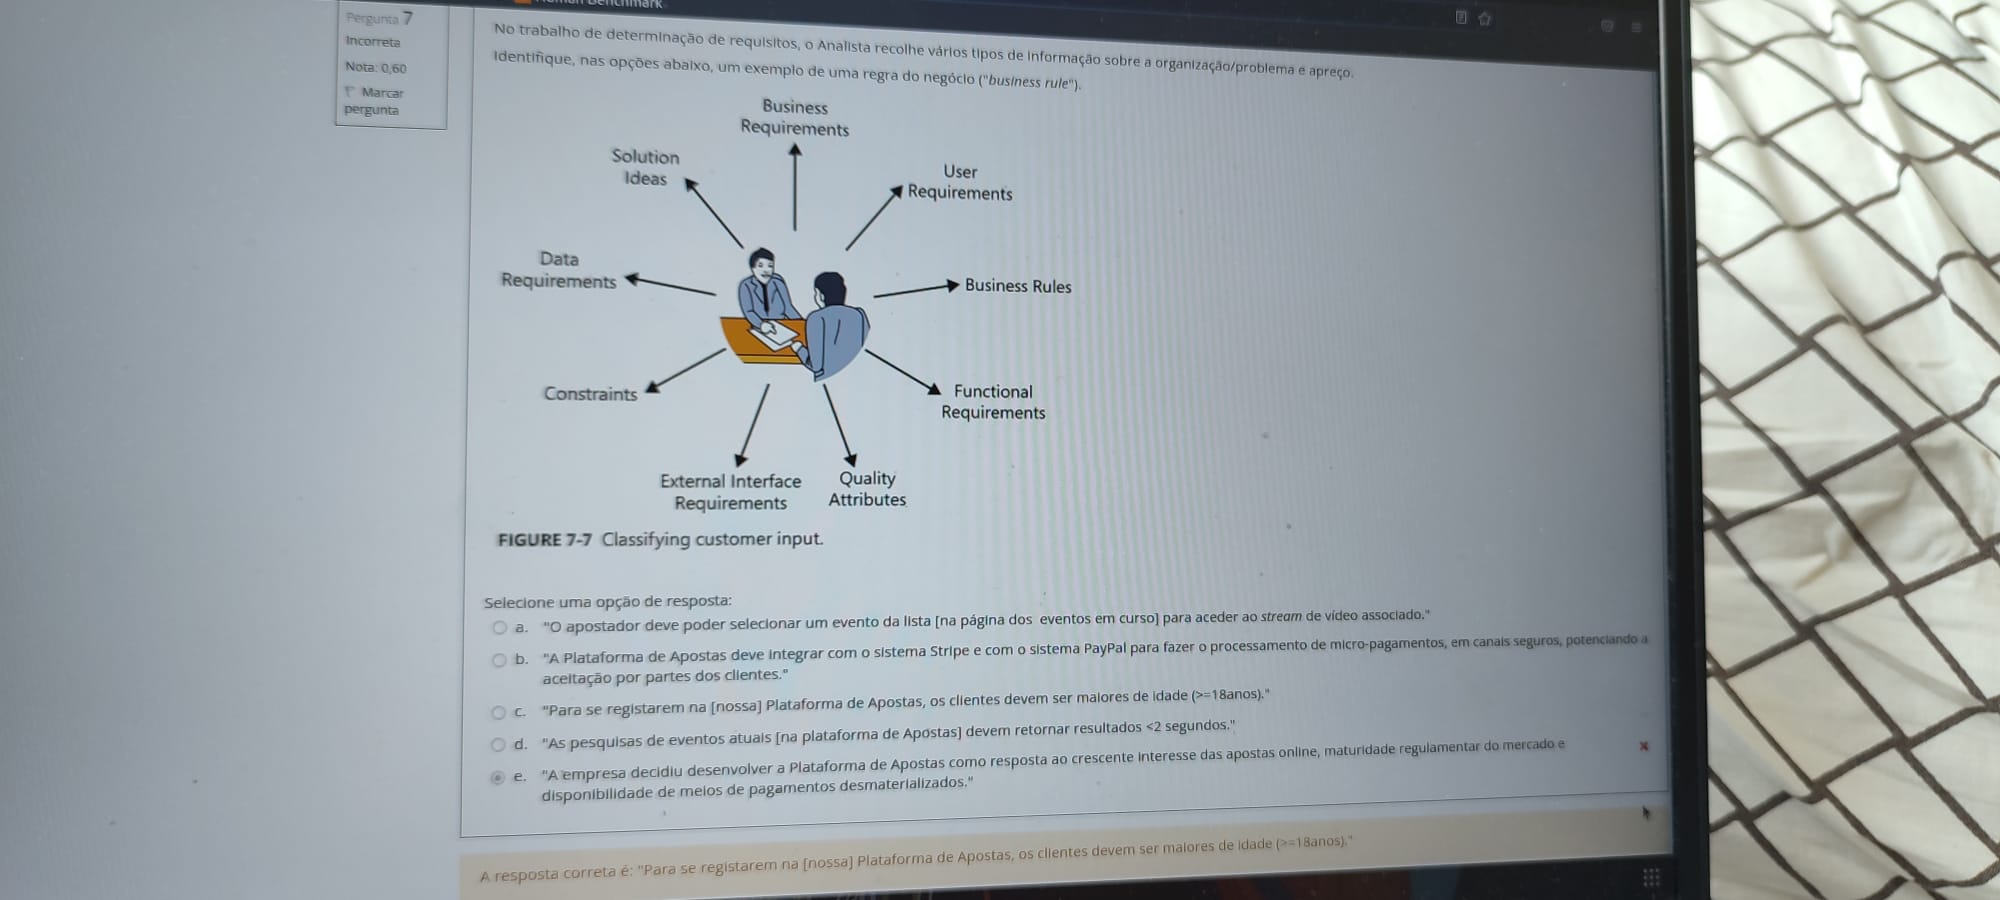 Pergunta 7
Incorreta
Nota: 0,60
Marcar
pergunta
No trabalho de determinação de requisitos, o Analista recolhe vários tipos de informação sobre a organização/problema e apreço.
Identifique, nas opções abaixo, um exemplo de uma regra do negócio ("business rule").
Business
Requirements
Solution
Ideas
User
Requirements
Data
Requirements
Business Rules
Constraints
Functional
Requirements
External Interface
Requirements
Quality
Attributes
FIGURE 7-7 Classifying customer input.
Selecione uma opção de resposta:
a. "O apostador deve poder selecionar um evento da lista [na página dos eventos em curso] para aceder ao stream de vídeo associado."
b. "A Plataforma de Apostas deve integrar com o sistema Stripe e com o sistema PayPal para fazer o processamento de micro-pagamentos, em canais seguros, potenciando a
aceitação por partes dos clientes."
c. "Para se registarem na [nossa] Plataforma de Apostas, os clientes devem ser maiores de idade (>=18anos)."
d. "As pesquisas de eventos atuais [na plataforma de Apostas] devem retornar resultados <2 segundos."
e. "A empresa decidiu desenvolver a Plataforma de Apostas como resposta ao crescente interesse das apostas online, maturidade regulamentar do mercado e
disponibilidade de meios de pagamentos desmaterializados."
A resposta correta é: "Para se registarem na [nossa] Plataforma de Apostas, os clientes devem ser maiores de idade (>=18anos)."